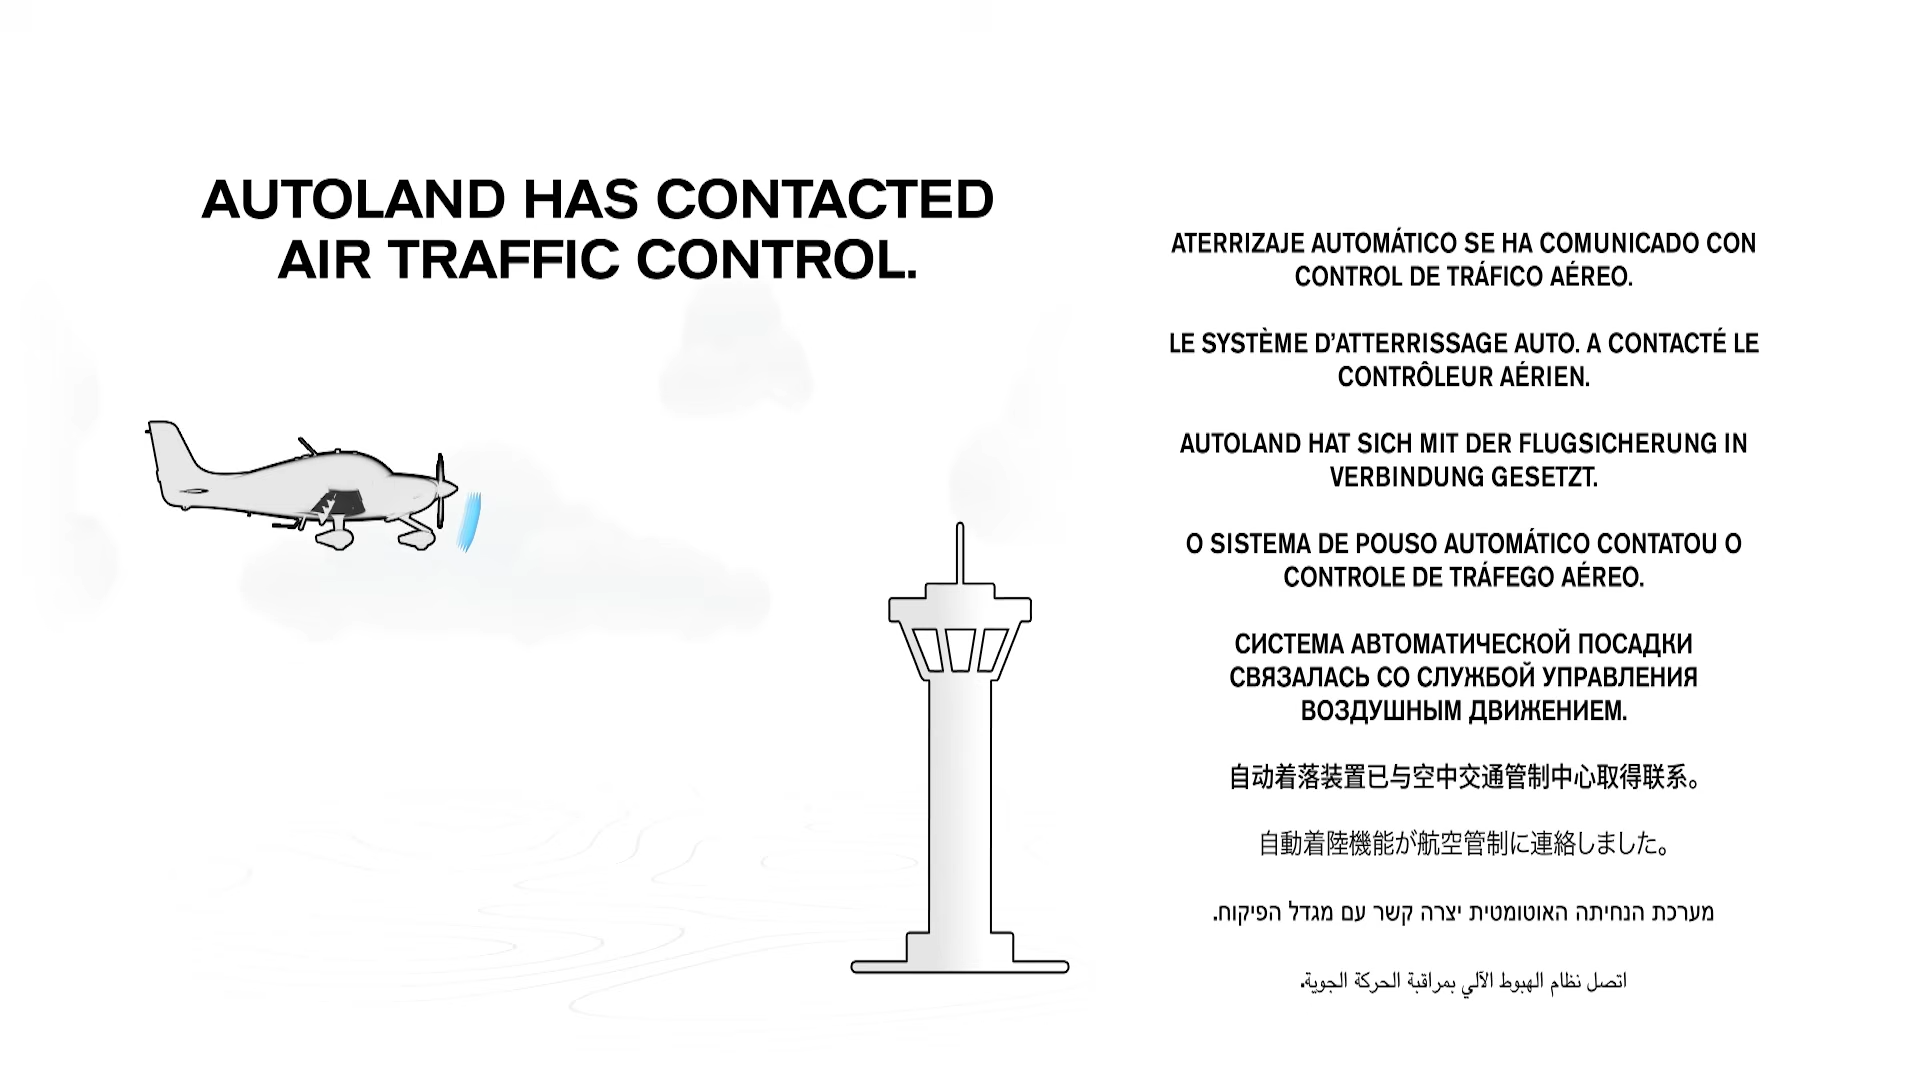 AUTOLAND HAS CONTACTED
AIR TRAFFIC CONTROL.
ATERRIZAJE AUTOMÁTICO SE HA COMUNICADO CON
CONTROL DE TRÁFICO AÉREO.
LE SYSTÈME D’ATTERRISSAGE AUTO. A CONTACTÉ LE
CONTRÔLEUR AÉRIEN.
AUTOLAND HAT SICH MIT DER FLUGSICHERUNG IN
VERBINDUNG GESETZT.
O SISTEMA DE POUSO AUTOMÁTICO CONTATOU O
CONTROLE DE TRÁFEGO AÉREO.
СИСТЕМА АВТОМАТИЧЕСКОЙ ПОСАДКИ
СВЯЗАЛАСЬ СО СЛУЖБОЙ УПРАВЛЕНИЯ
ВОЗДУШНЫМ ДВИЖЕНИЕМ.
自动着落装置已与空中交通管制中心取得联系。
自動着陸機能が航空管制に連絡しました。
מערכת הנחיתה האוטומטית יצרה קשר עם מגדל הפיקוח.
اتصل نظام الهبوط الآلي بمراقبة الحركة الجوية.